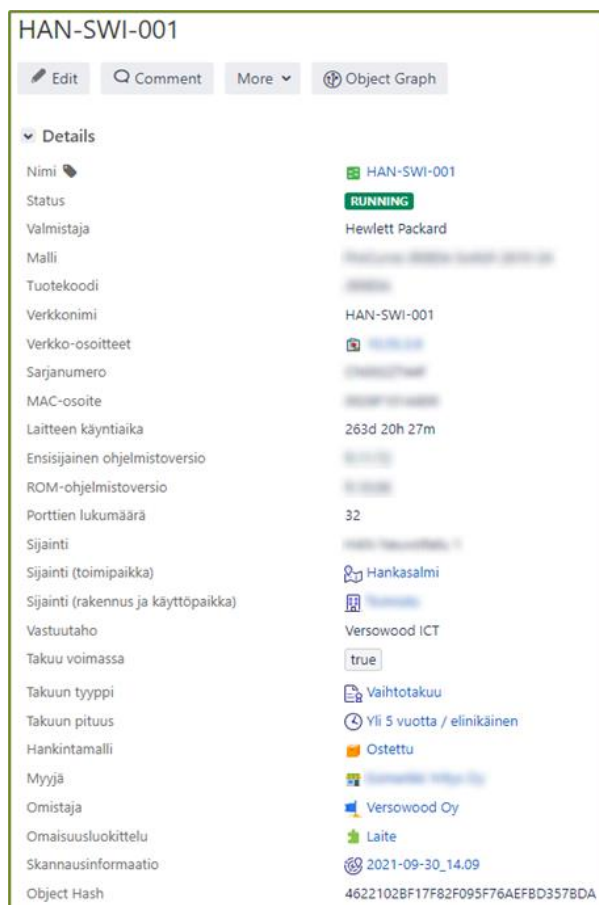 HAN-SWI-001
Edit Comment More Object Graph
Details
Nimi HAN-SWI-001
Status RUNNING
Valmistaja Hewlett Packard
Malli
Tuotekoodi
Verkkonimi HAN-SWI-001
Verkko-osoitteet
Sarjanumero
MAC-osoite
Laitteen käyntiaika 263d 20h 27m
Ensisijainen ohjelmistoversio
ROM-ohjelmistoversio
Porttien lukumäärä 32
Sijainti
Sijainti (toimipaikka) Hankasalmi
Sijainti (rakennus ja käyttöpaikka)
Vastuutaho Versowood ICT
Takuu voimassa true
Takuun tyyppi Vaihtotakuu
Takuun pituus Yli 5 vuotta / elinikäinen
Hankintamalli Ostettu
Myyjä
Omistaja Versowood Oy
Omaisuusluokittelu Laite
Skannausinformaatio 2021-09-30_14.09
Object Hash 4622102BF17F82F095F76AEFBD357BDA